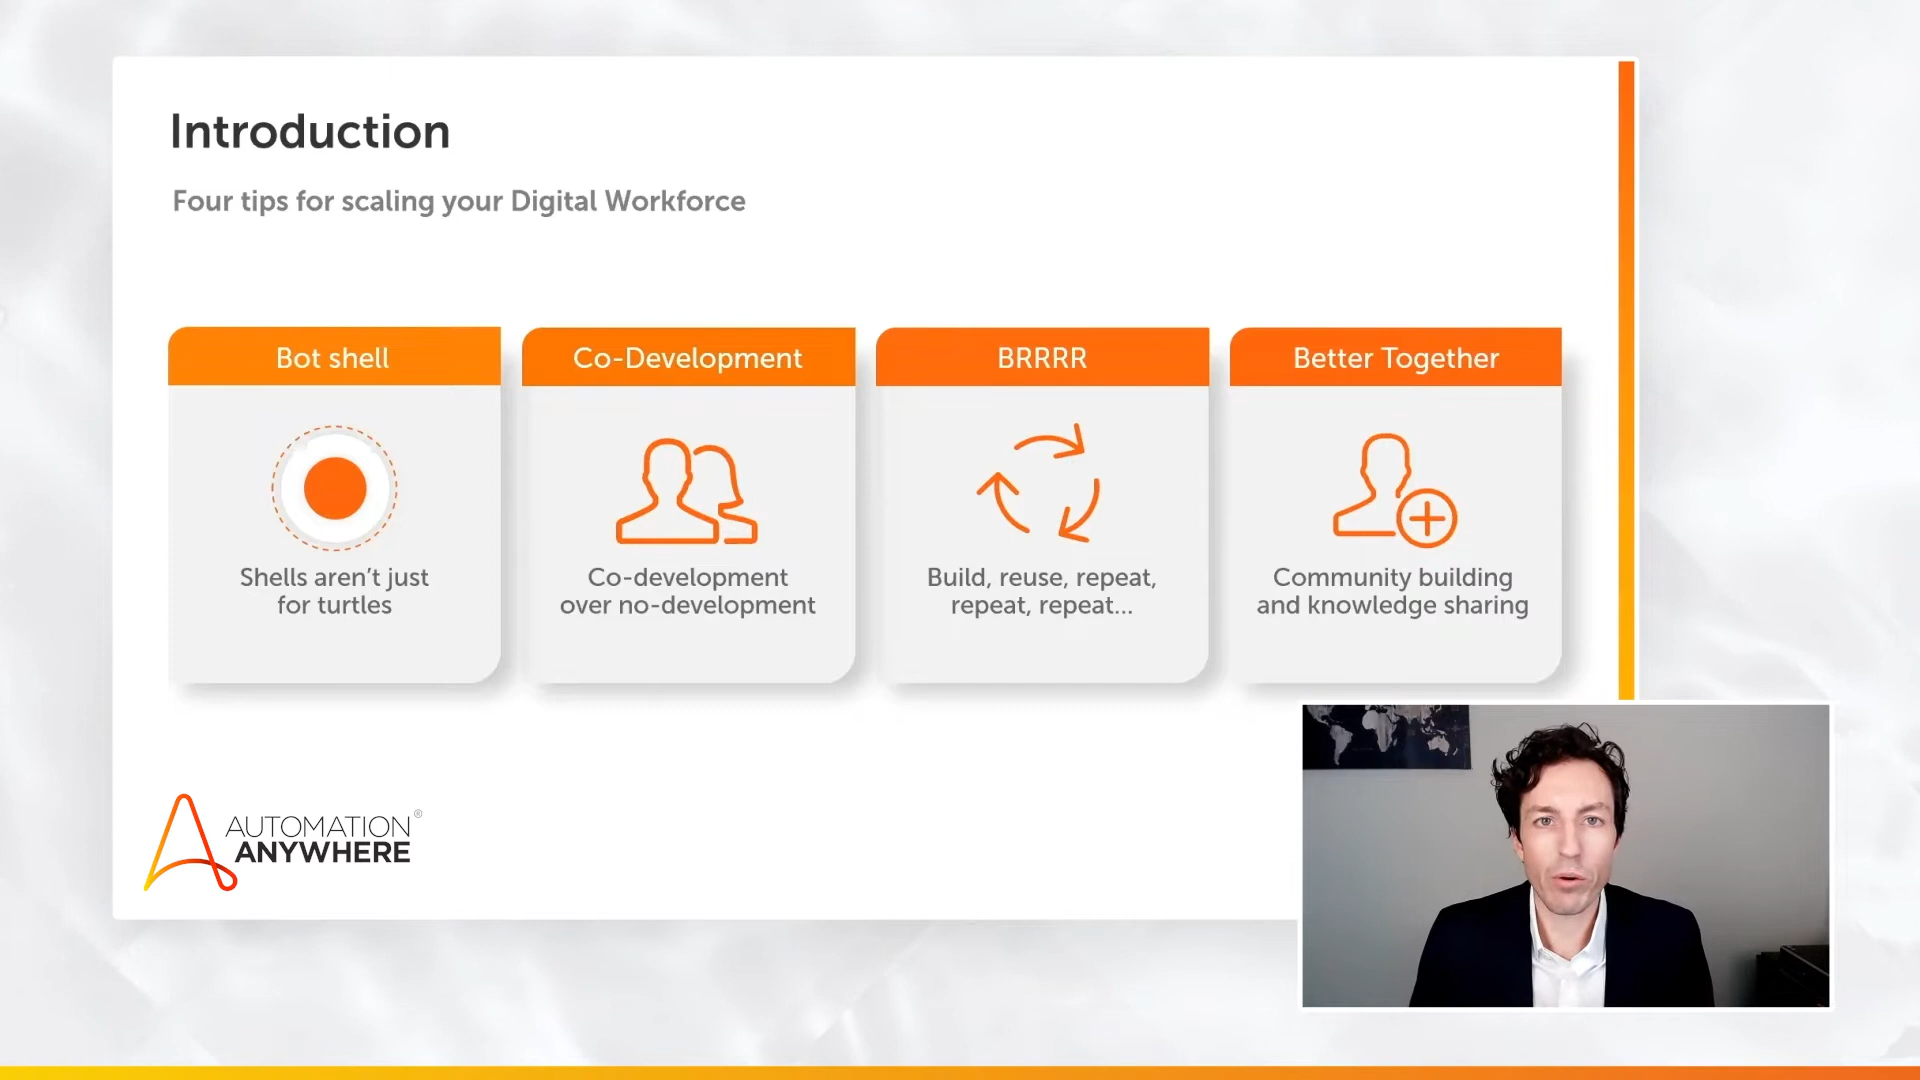 Introduction
Four tips for scaling your Digital Workforce
Bot shell
Shells aren’t just
for turtles
Co-Development
Co-development
over no-development
BRRRR
Build, reuse, repeat,
repeat, repeat...
Better Together
Community building
and knowledge sharing
AUTOMATION®
ANYWHERE